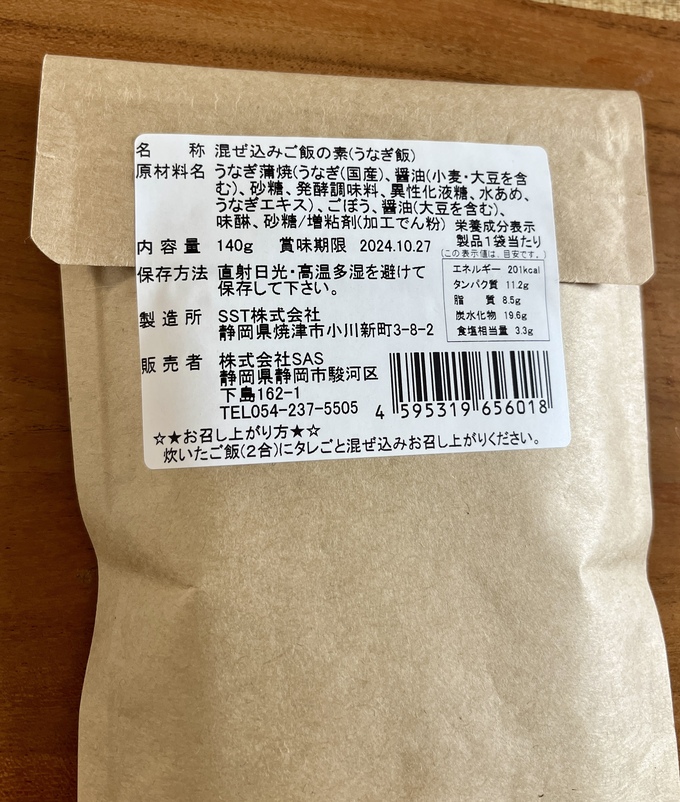 名 称 混ぜ込みご飯の素(うなぎ飯)
原材料名 うなぎ蒲焼(うなぎ(国産)、醤油(小麦・大豆を含
む)、砂糖、発酵調味料、異性化液糖、水あめ、
うなぎエキス)、ごぼう、醤油(大豆を含む)、
味醂、砂糖/増粘剤(加工でん粉)
栄養成分表示
製品1袋当たり
(この表示値は、目安です。)
エネルギー 201kcal
タンパク質 11.2g
脂 質 8.5g
炭水化物 19.6g
食塩相当量 3.3g
内容量 140g 賞味期限 2024.10.27
保存方法 直射日光・高温多湿を避けて
保存して下さい。
製造所 SST株式会社
静岡県焼津市小川新町3-8-2
販売者 株式会社SAS
静岡県静岡市駿河区
下島162-1
TEL054-237-5505
4 595319 656018
☆★お召し上がり方★☆
炊いたご飯(2合)にタレごと混ぜ込みお召し上がりください。